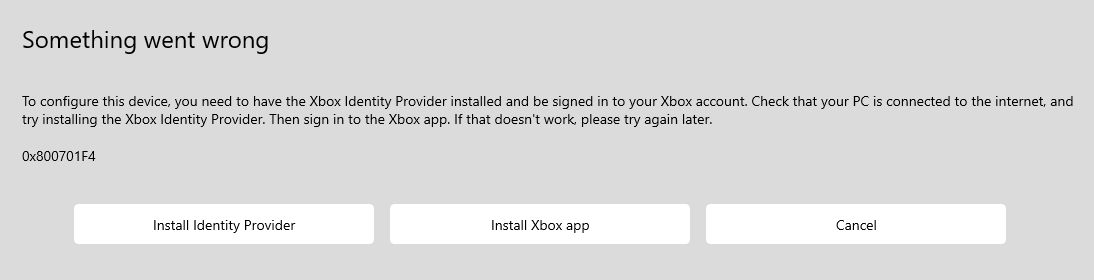 Something went wrong
To configure this device, you need to have the Xbox Identity Provider installed and be signed in to your Xbox account. Check that your PC is connected to the internet, and
try installing the Xbox Identity Provider. Then sign in to the Xbox app. If that doesn't work, please try again later.
0x800701F4
Install Identity Provider
Install Xbox app
Cancel